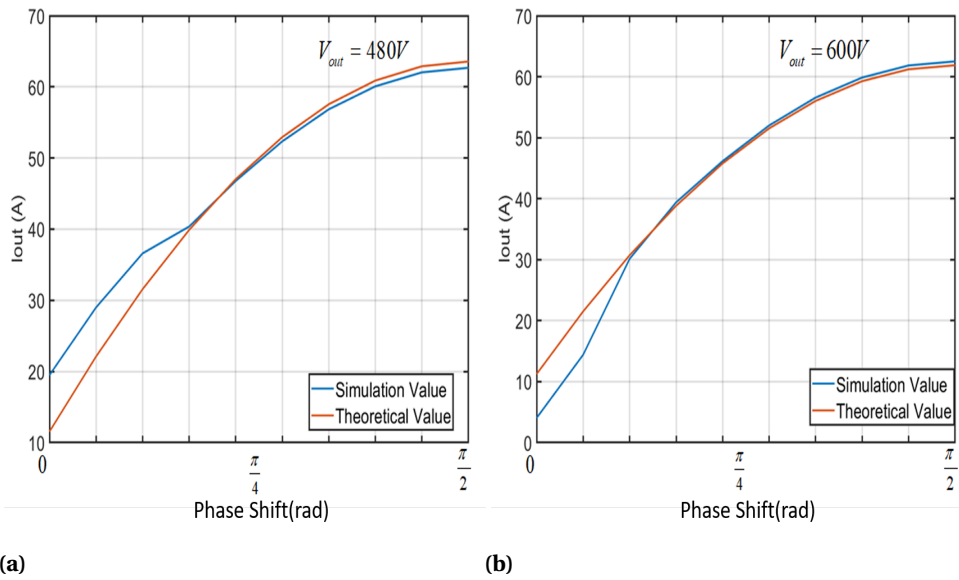 70
60
50
40
30
20
10
Iout (A)
V_out = 480V
Simulation Value
Theoretical Value
0
π/4
π/2
Phase Shift(rad)
(a)
70
60
50
40
30
20
10
0
Iout (A)
V_out = 600V
Simulation Value
Theoretical Value
0
π/4
π/2
Phase Shift(rad)
(b)